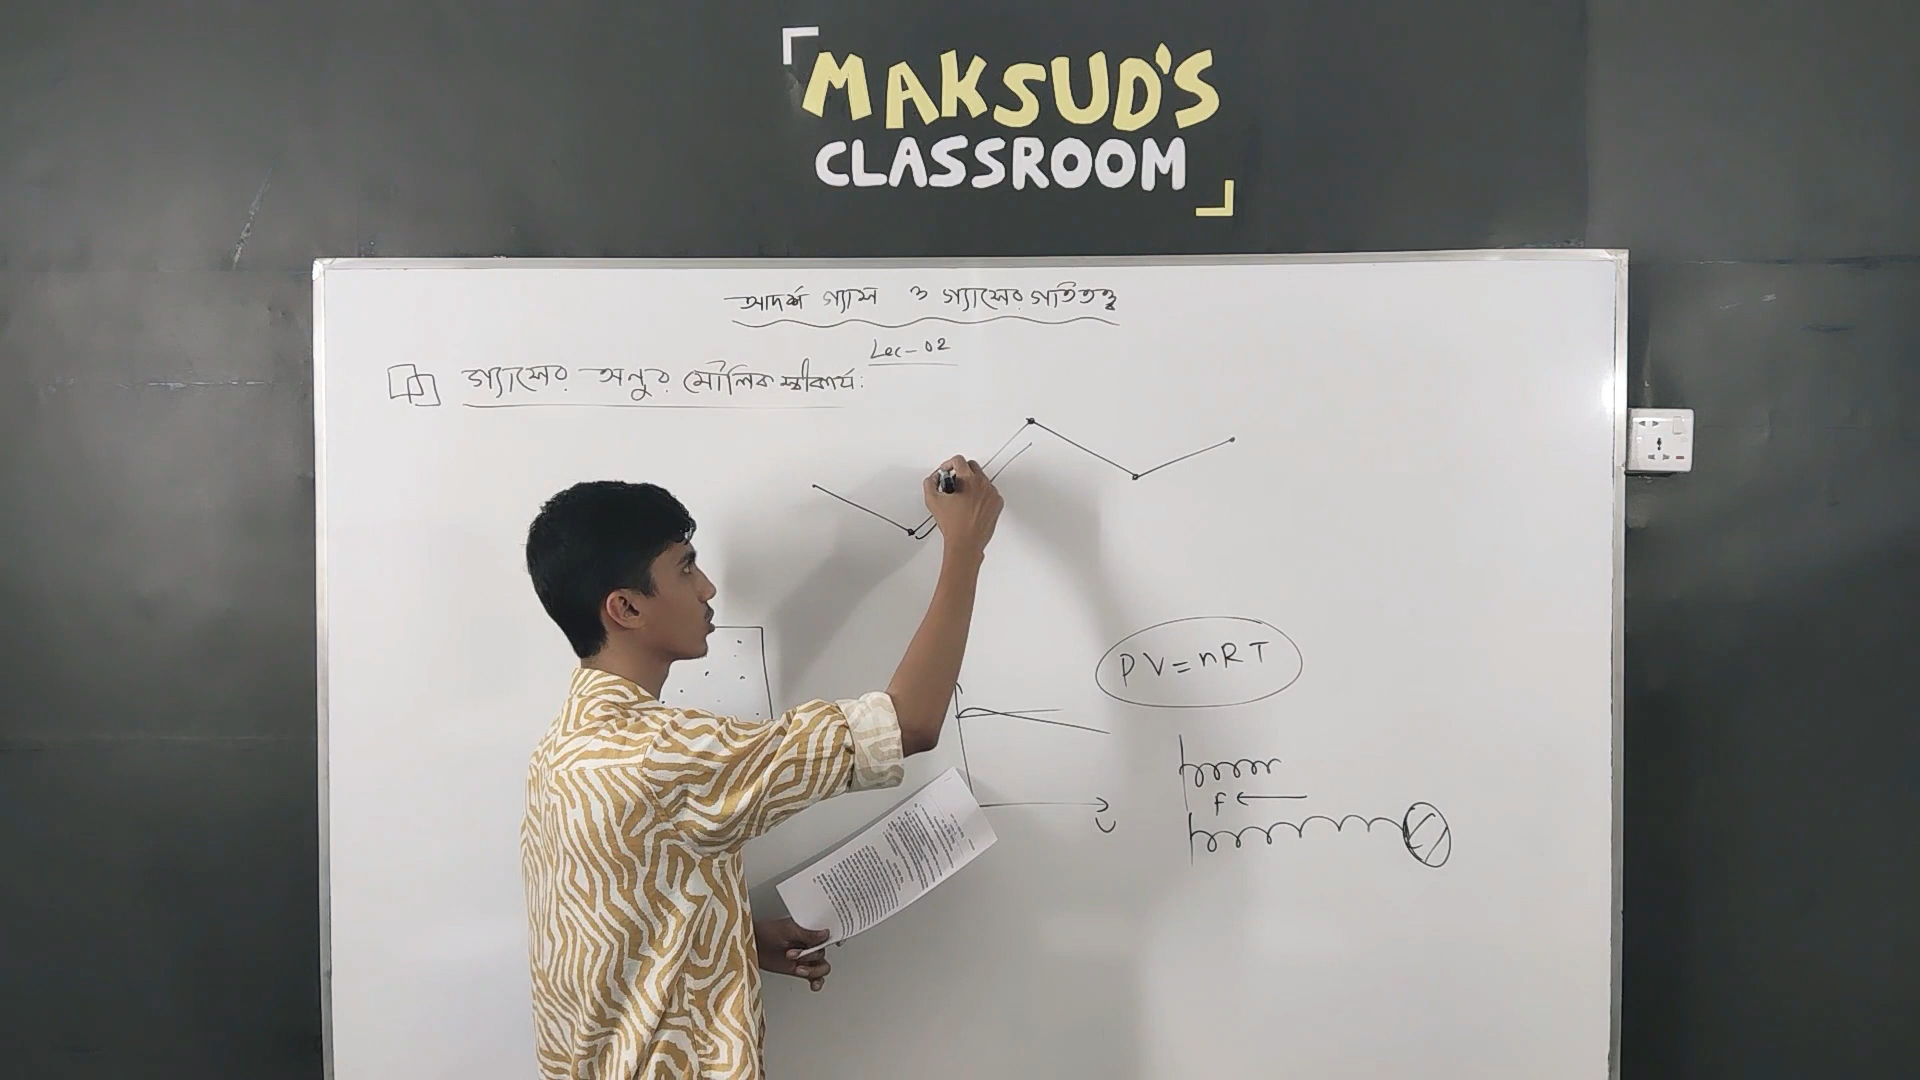 MAKSUD'S
CLASSROOM
আদর্শ গ্যাস ও গ্যাসের গতিতত্ত্ব
Lec-02
গ্যাসের অনুর মৌলিক স্বীকার্য:
PV=nRT
F